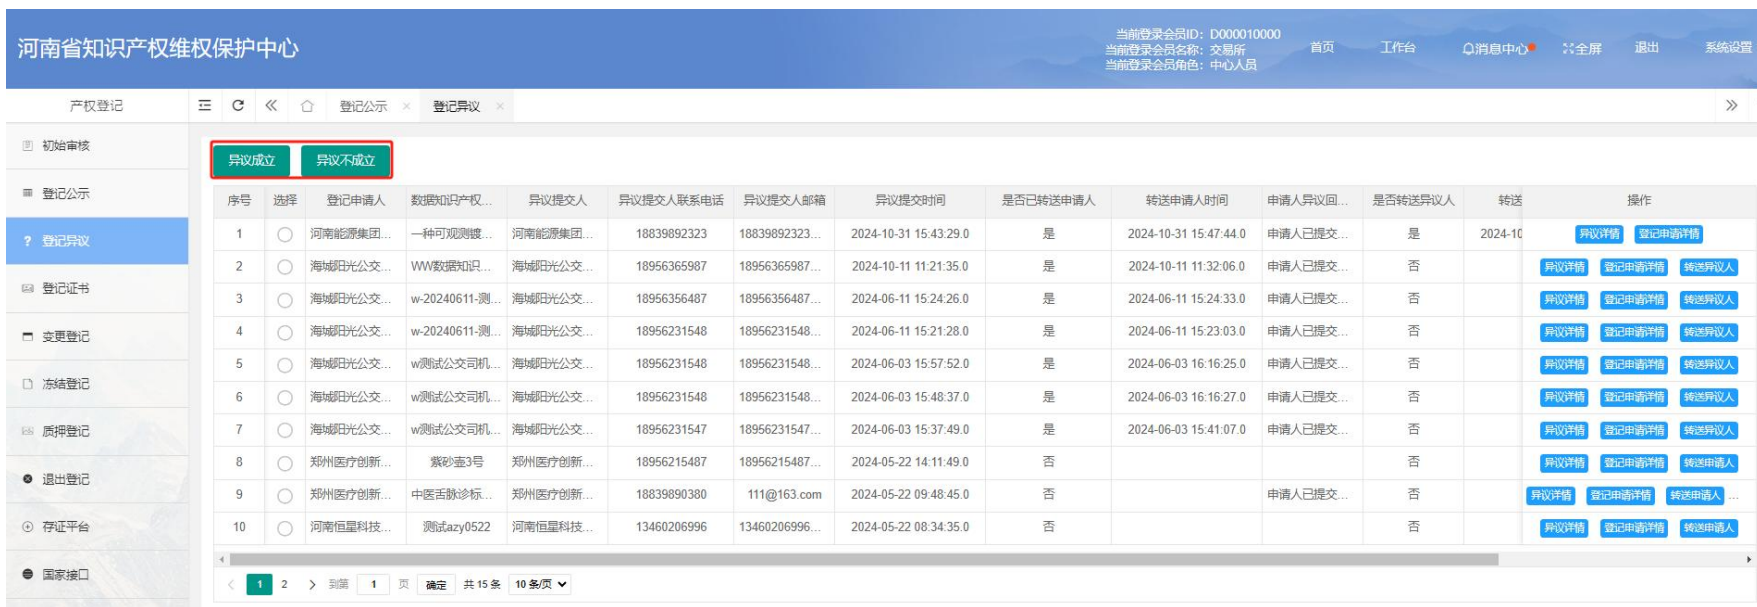 河南省知识产权维权保护中心
当前登录会员ID：D000010000
当前登录会员名称：交易所
当前登录会员角色：中心人员
首页 工作台 消息中心 全屏 退出 系统设置
产权登记
登记公示 × 登记异议 ×
初始审核
登记公示
登记异议
登记证书
变更登记
冻结登记
质押登记
退出登记
存证平台
国家接口
异议成立 异议不成立
序号 选择 登记申请人 数据知识产权... 异议提交人 异议提交人联系电话 异议提交人邮箱 异议提交时间 是否已转送申请人 转送申请人时间 申请人异议回... 是否转送异议人 转送 操作
1 河南能源集团... 一种可观测镀... 河南能源集团... 18839892323 18839892323... 2024-10-31 15:43:29.0 是 2024-10-31 15:47:44.0 申请人已提交... 是 2024-10 异议详情 登记申请详情
2 海城阳光公交... WW数据知识... 海城阳光公交... 18956365987 18956365987... 2024-10-11 11:21:35.0 是 2024-10-11 11:32:06.0 申请人已提交... 否 异议详情 登记申请详情 转送异议人
3 海城阳光公交... w-20240611-测... 海城阳光公交... 18956356487 18956356487... 2024-06-11 15:24:26.0 是 2024-06-11 15:24:33.0 申请人已提交... 否 异议详情 登记申请详情 转送异议人
4 海城阳光公交... w-20240611-测... 海城阳光公交... 18956231548 18956231548... 2024-06-11 15:21:28.0 是 2024-06-11 15:23:03.0 申请人已提交... 否 异议详情 登记申请详情 转送异议人
5 海城阳光公交... w测试公交司机... 海城阳光公交... 18956231548 18956231548... 2024-06-03 15:57:52.0 是 2024-06-03 16:16:25.0 申请人已提交... 否 异议详情 登记申请详情 转送异议人
6 海城阳光公交... w测试公交司机... 海城阳光公交... 18956231548 18956231548... 2024-06-03 15:48:37.0 是 2024-06-03 16:16:27.0 申请人已提交... 否 异议详情 登记申请详情 转送异议人
7 海城阳光公交... w测试公交司机... 海城阳光公交... 18956231547 18956231547... 2024-06-03 15:37:49.0 是 2024-06-03 15:41:07.0 申请人已提交... 否 异议详情 登记申请详情 转送异议人
8 郑州医疗创新... 紫砂壶3号 郑州医疗创新... 18956215487 18956215487... 2024-05-22 14:11:49.0 否 否 异议详情 登记申请详情 转送申请人
9 郑州医疗创新... 中医舌脉诊标... 郑州医疗创新... 18839890380 111@163.com 2024-05-22 09:48:45.0 否 申请人已提交... 否 异议详情 登记申请详情 转送申请人 ...
10 河南恒星科技... 测试azy0522 河南恒星科技... 13460206996 13460206996... 2024-05-22 08:34:35.0 否 否 异议详情 登记申请详情 转送申请人
1 2 到第 1 页 确定 共 15 条 10 条/页